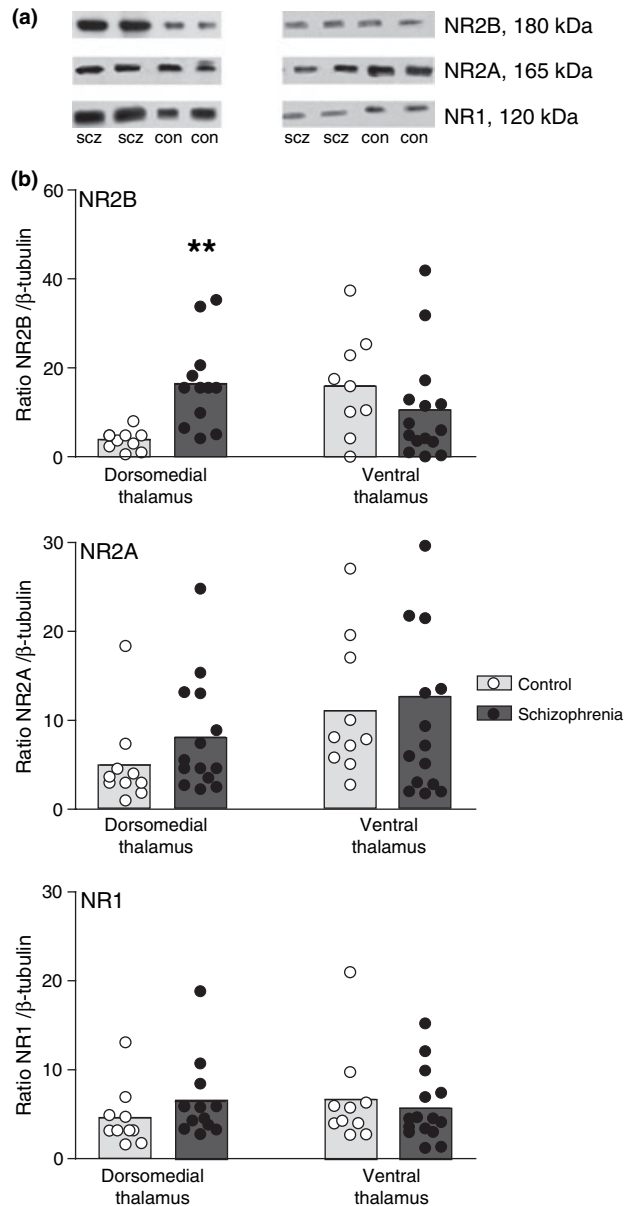 (a)
NR2B, 180 kDa
NR2A, 165 kDa
NR1, 120 kDa
scz scz con con scz scz con con
(b)
60
NR2B
**
40
20
0
Ratio NR2B /β-tubulin
Dorsomedial thalamus
Ventral thalamus
30
NR2A
20
10
0
Ratio NR2A /β-tubulin
Dorsomedial thalamus
Ventral thalamus
Control
Schizophrenia
30
NR1
20
10
0
Ratio NR1 /β-tubulin
Dorsomedial thalamus
Ventral thalamus